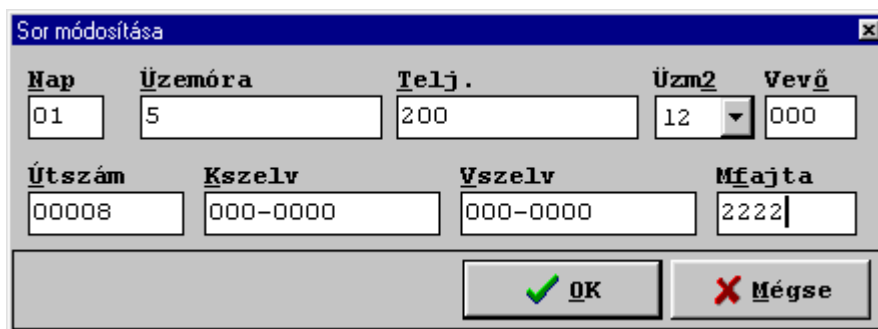 Sor módosítása
Nap Üzemóra Telj. Üzm2 Vevő
01 5 200 12 000
Útszám Kszelv Vszelv Mfajta
00008 000-0000 000-0000 2222
OK Mégse